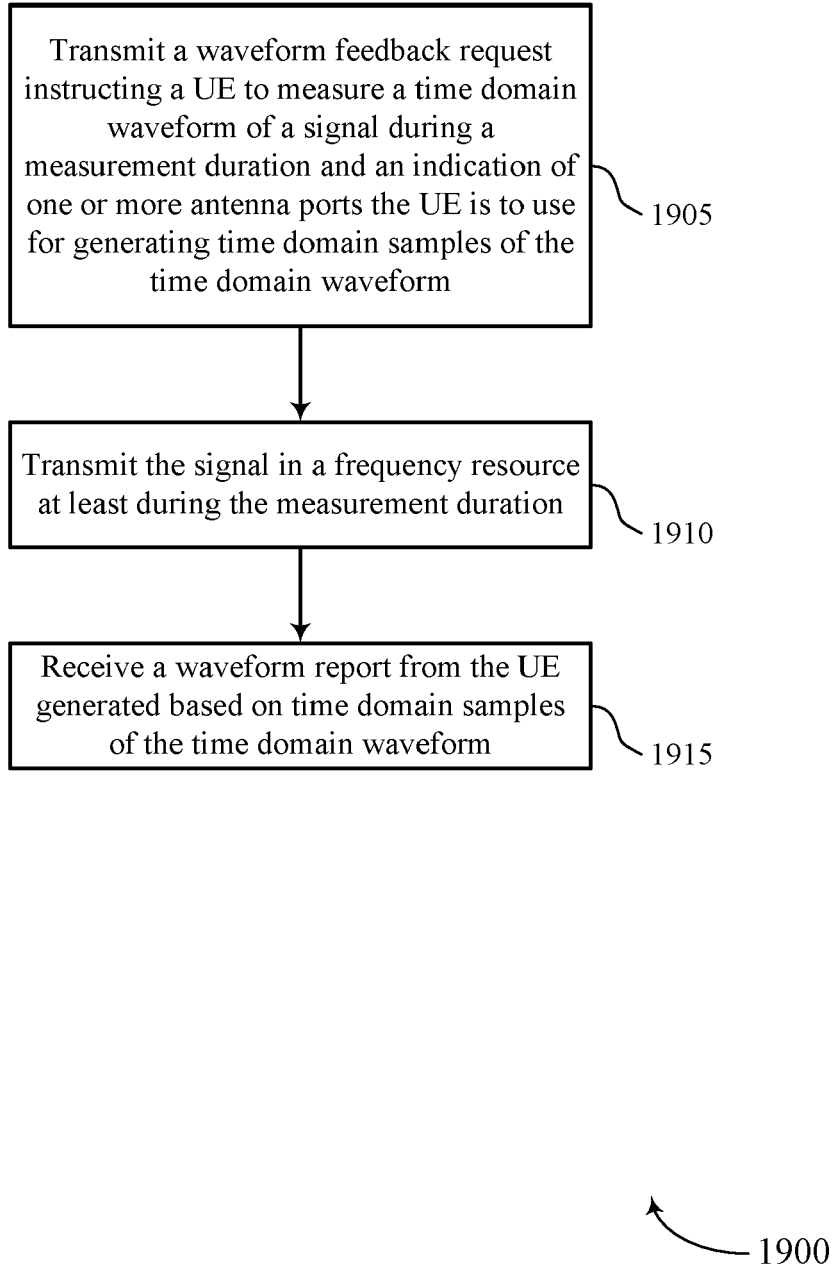 Transmit a waveform feedback request
instructing a UE to measure a time domain
waveform of a signal during a
measurement duration and an indication of
one or more antenna ports the UE is to use
for generating time domain samples of the
time domain waveform
1905
Transmit the signal in a frequency resource
at least during the measurement duration
1910
Receive a waveform report from the UE
generated based on time domain samples
of the time domain waveform
1915
1900